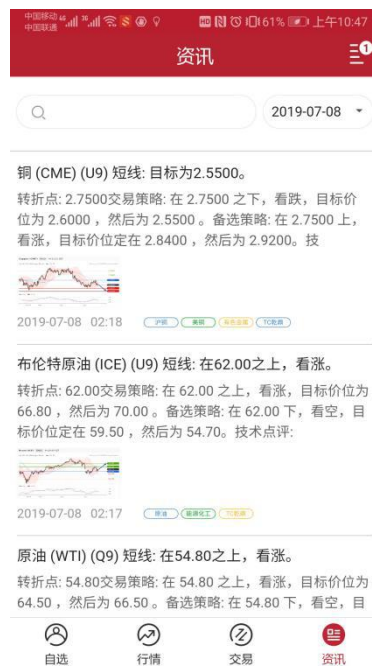 中国移动 46 36 61% 上午10:47
中国联通
资讯
1
2019-07-08
铜 (CME) (U9) 短线: 目标为2.5500。
转折点: 2.7500交易策略: 在 2.7500 之下，看跌，目标价
位为 2.6000 ，然后为 2.5500 。备选策略: 在 2.7500 上，
看涨，目标价位定在 2.8400 ，然后为 2.9200。技
2019-07-08 02:18 沪铜 美铜 有色金属 TC乾坤
布伦特原油 (ICE) (U9) 短线: 在62.00之上，看涨。
转折点: 62.00交易策略: 在 62.00 之上，看涨，目标价位为
66.80 ，然后为 70.00 。备选策略: 在 62.00 下，看空，目
标价位定在 59.50 ，然后为 54.70。技术点评:
2019-07-08 02:17 原油 能源化工
原油 (WTI) (Q9) 短线: 在54.80之上，看涨。
转折点: 54.80交易策略: 在 54.80 之上，看涨，目标价位为
64.50 ，然后为 66.50 。备选策略: 在 54.80 下，看空，目
自选 行情 交易 资讯